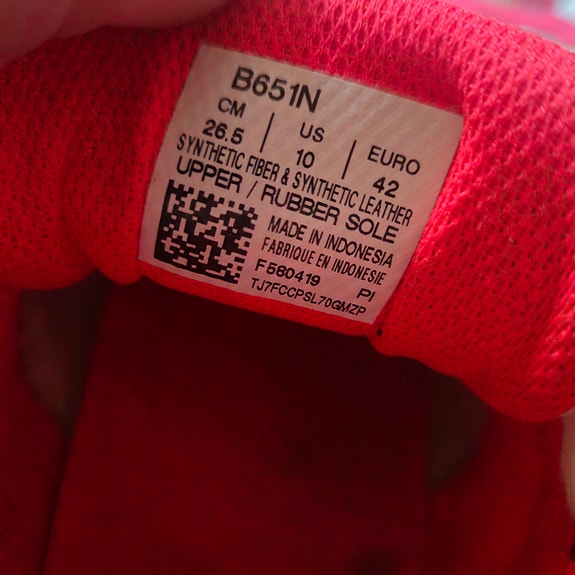 B651N
CM | US | EURO
26.5 | 10 | 42
SYNTHETIC FIBER & SYNTHETIC LEATHER
UPPER / RUBBER SOLE
MADE IN INDONESIA
FABRIQUE EN INDONESIE
F580419 PI
TJ7FCCPSL70GMZP